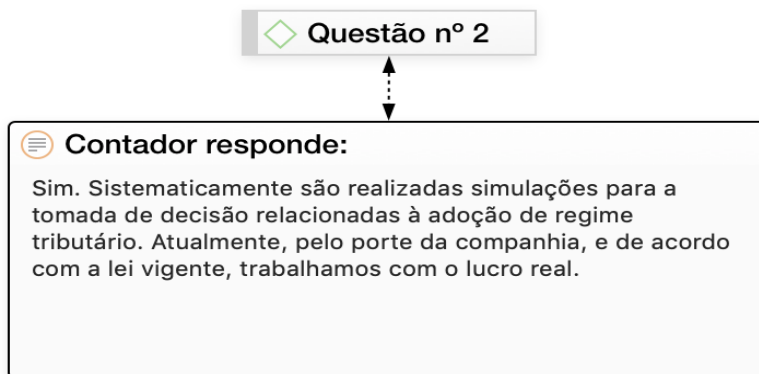 Questão nº 2
Contador responde:
Sim. Sistematicamente são realizadas simulações para a
tomada de decisão relacionadas à adoção de regime
tributário. Atualmente, pelo porte da companhia, e de acordo
com a lei vigente, trabalhamos com o lucro real.